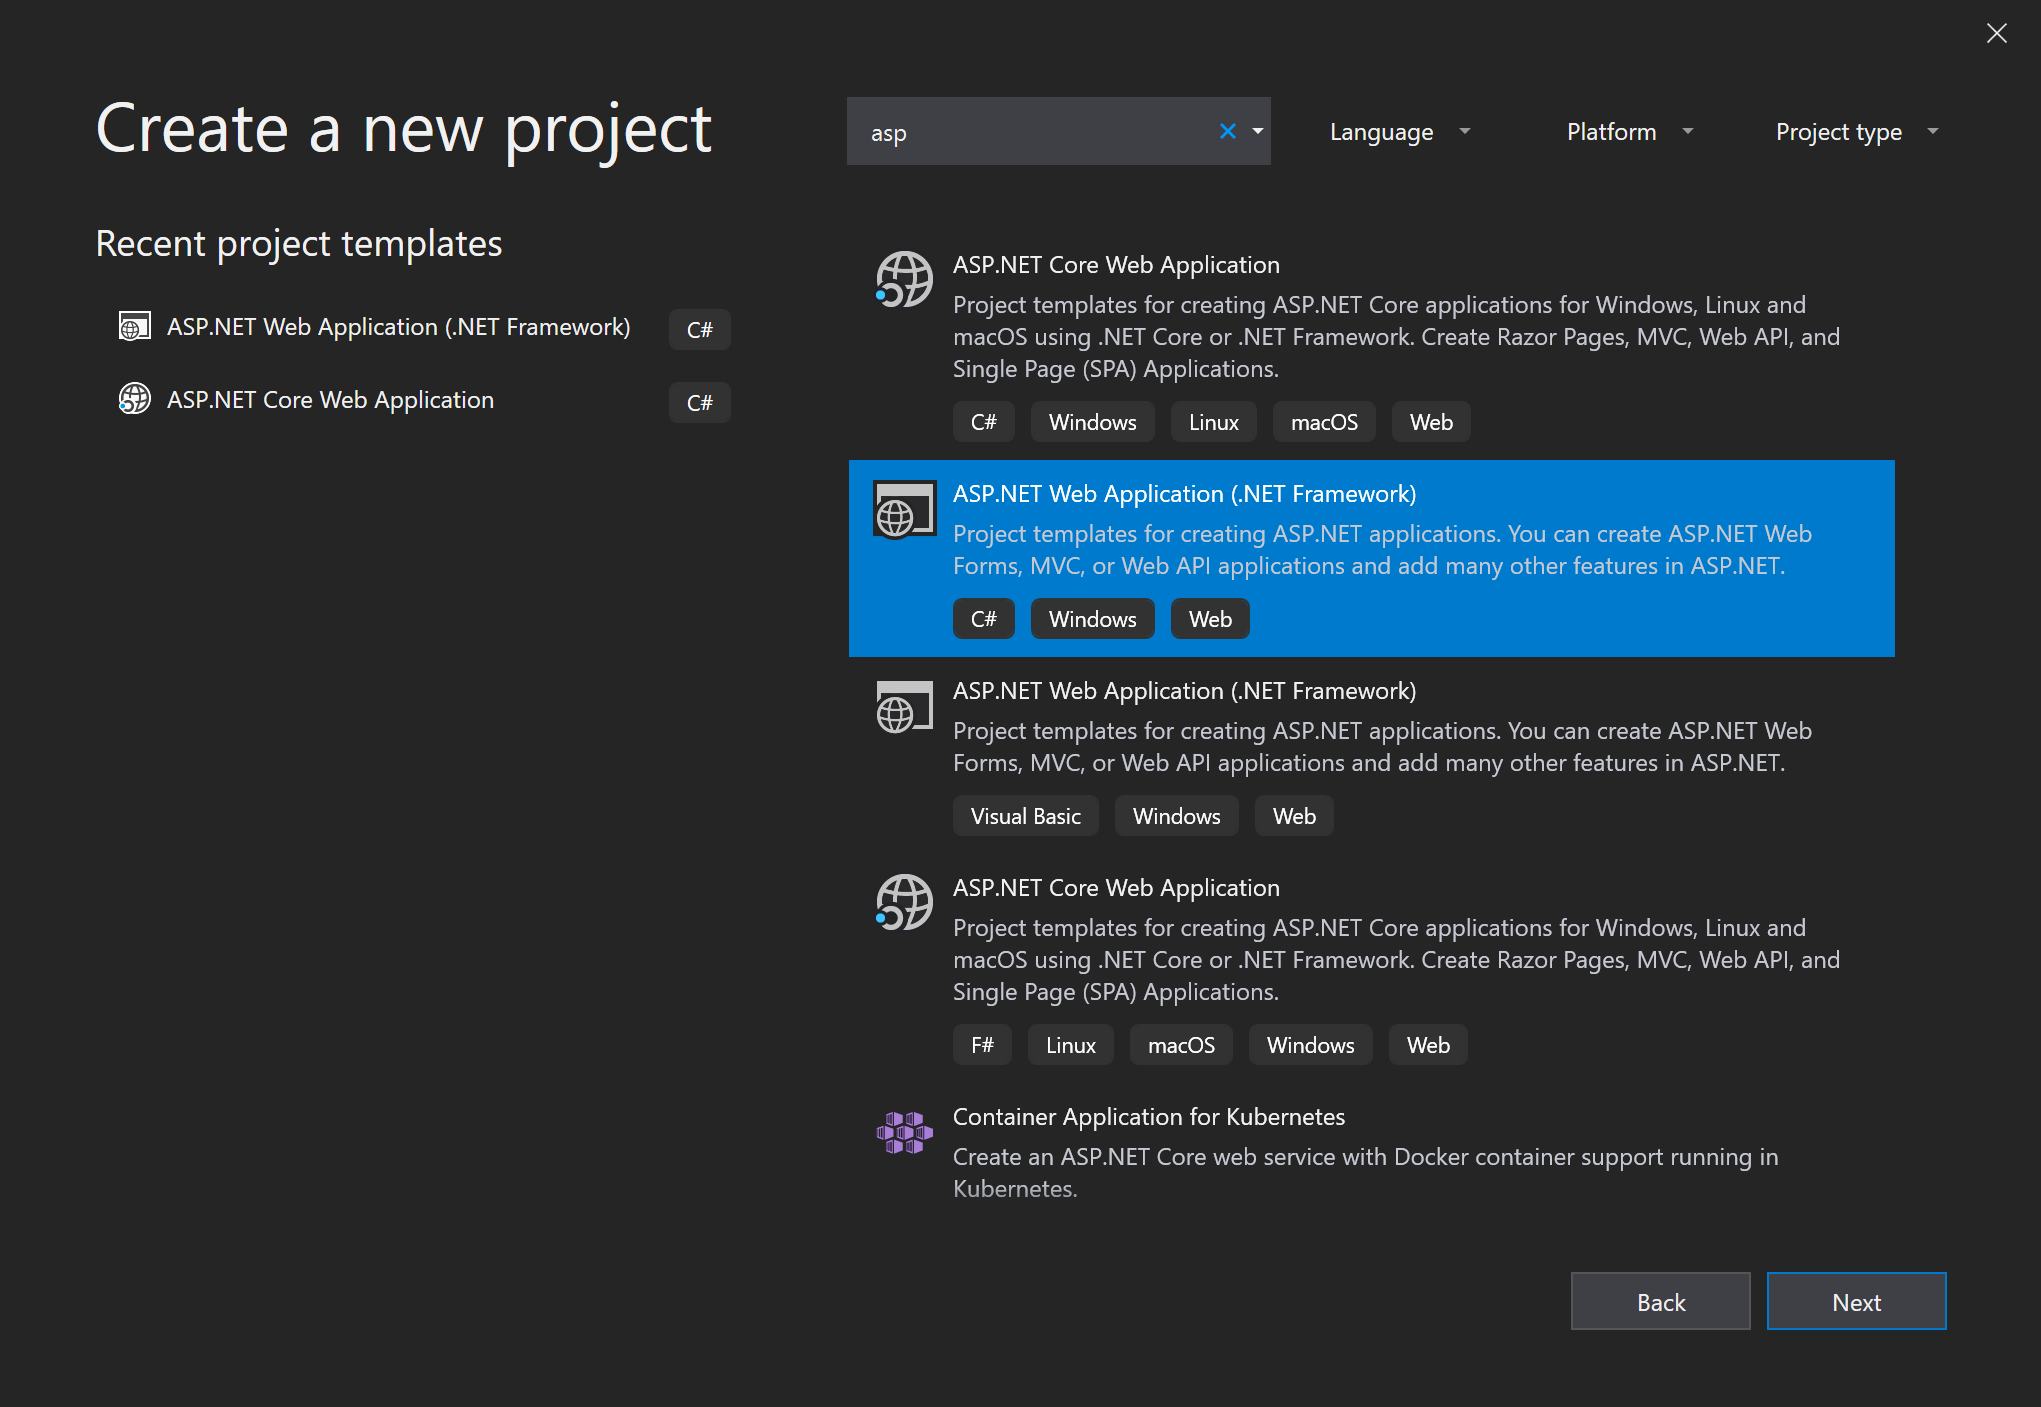 Create a new project
asp
Language
Platform
Project type
Recent project templates
ASP.NET Web Application (.NET Framework)
C#
ASP.NET Core Web Application
C#
ASP.NET Core Web Application
Project templates for creating ASP.NET Core applications for Windows, Linux and
macOS using .NET Core or .NET Framework. Create Razor Pages, MVC, Web API, and
Single Page (SPA) Applications.
C# Windows Linux macOS Web
ASP.NET Web Application (.NET Framework)
Project templates for creating ASP.NET applications. You can create ASP.NET Web
Forms, MVC, or Web API applications and add many other features in ASP.NET.
C# Windows Web
ASP.NET Web Application (.NET Framework)
Project templates for creating ASP.NET applications. You can create ASP.NET Web
Forms, MVC, or Web API applications and add many other features in ASP.NET.
Visual Basic Windows Web
ASP.NET Core Web Application
Project templates for creating ASP.NET Core applications for Windows, Linux and
macOS using .NET Core or .NET Framework. Create Razor Pages, MVC, Web API, and
Single Page (SPA) Applications.
F# Linux macOS Windows Web
Container Application for Kubernetes
Create an ASP.NET Core web service with Docker container support running in
Kubernetes.
Back
Next